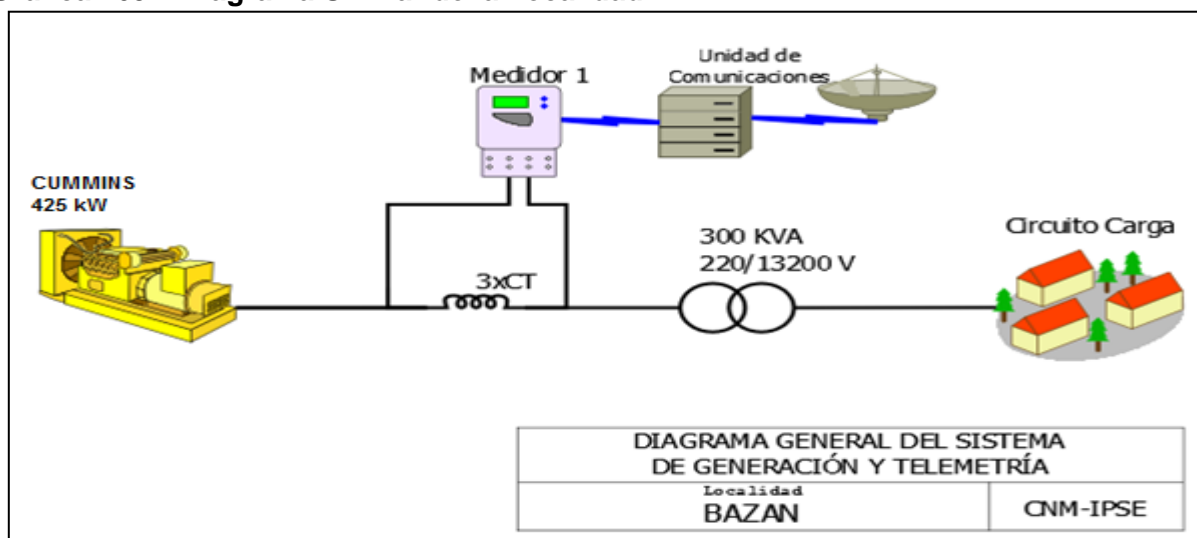 Unidad de
Comunicaciones
Medidor 1
CUMMINS
425 kW
3xCT
300 KVA
220/13200 V
Circuito Carga
DIAGRAMA GENERAL DEL SISTEMA
DE GENERACIÓN Y TELEMETRÍA
Localidad
BAZAN
CNM-IPSE